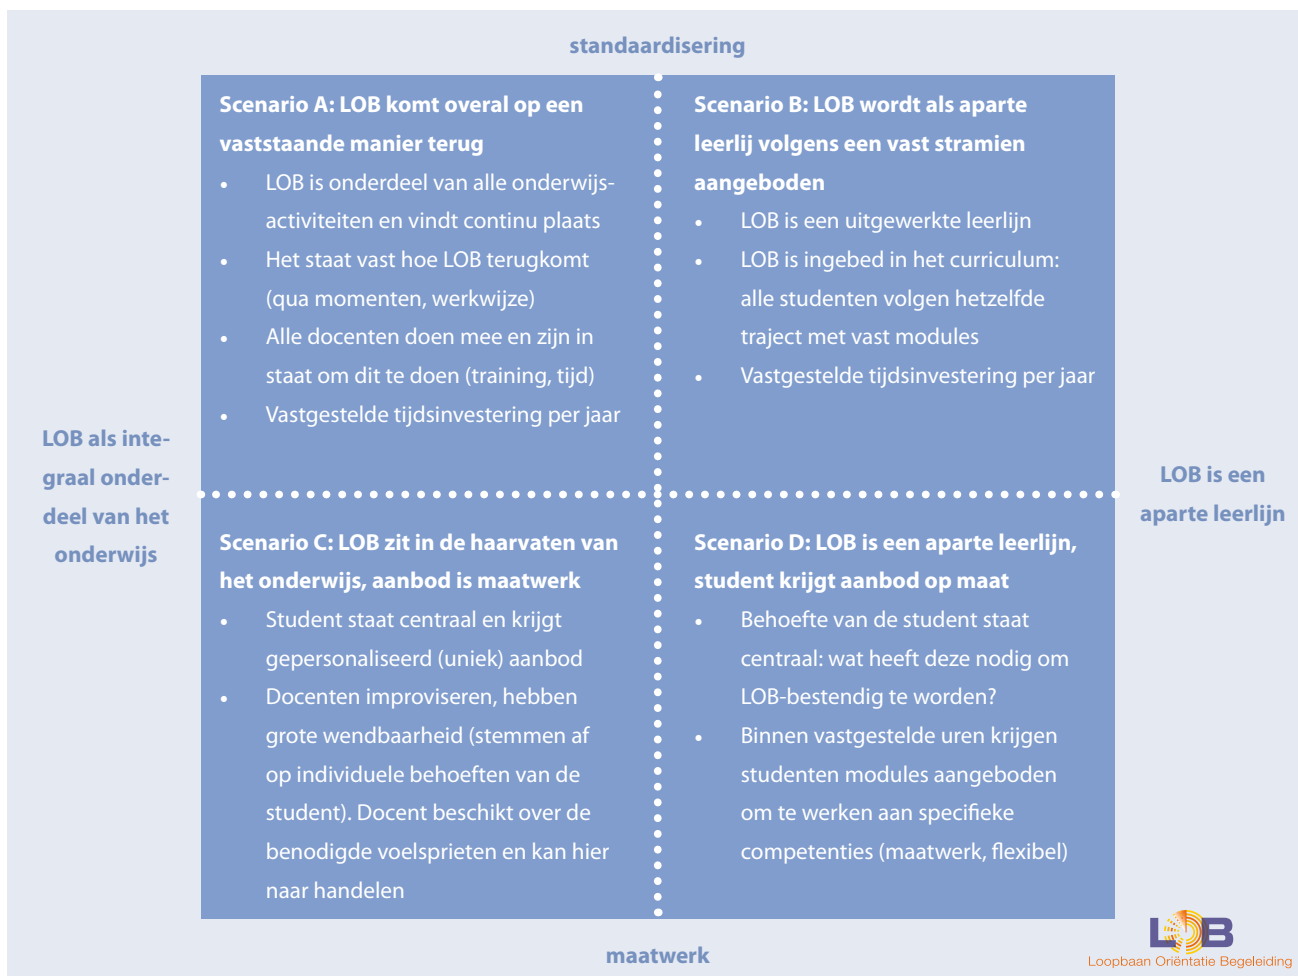 standaardisering
Scenario A: LOB komt overal op een
vaststaande manier terug
• LOB is onderdeel van alle onderwijs-
activiteiten en vindt continu plaats
• Het staat vast hoe LOB terugkomt
(qua momenten, werkwijze)
• Alle docenten doen mee en zijn in
staat om dit te doen (training, tijd)
• Vastgestelde tijdsinvestering per jaar
Scenario B: LOB wordt als aparte
leerlij volgens een vast stramien
aangeboden
• LOB is een uitgewerkte leerlijn
• LOB is ingebed in het curriculum:
alle studenten volgen hetzelfde
traject met vast modules
• Vastgestelde tijdsinvestering per jaar
LOB als inte-
graal onder-
deel van het
onderwijs
LOB is een
aparte leerlijn
Scenario C: LOB zit in de haarvaten van
het onderwijs, aanbod is maatwerk
• Student staat centraal en krijgt
gepersonaliseerd (uniek) aanbod
• Docenten improviseren, hebben
grote wendbaarheid (stemmen af
op individuele behoeften van de
student). Docent beschikt over de
benodigde voelsprieten en kan hier
naar handelen
Scenario D: LOB is een aparte leerlijn,
student krijgt aanbod op maat
• Behoefte van de student staat
centraal: wat heeft deze nodig om
LOB-bestendig te worden?
• Binnen vastgestelde uren krijgen
studenten modules aangeboden
om te werken aan specifieke
competenties (maatwerk, flexibel)
maatwerk
LOB
Loopbaan Oriëntatie Begeleiding